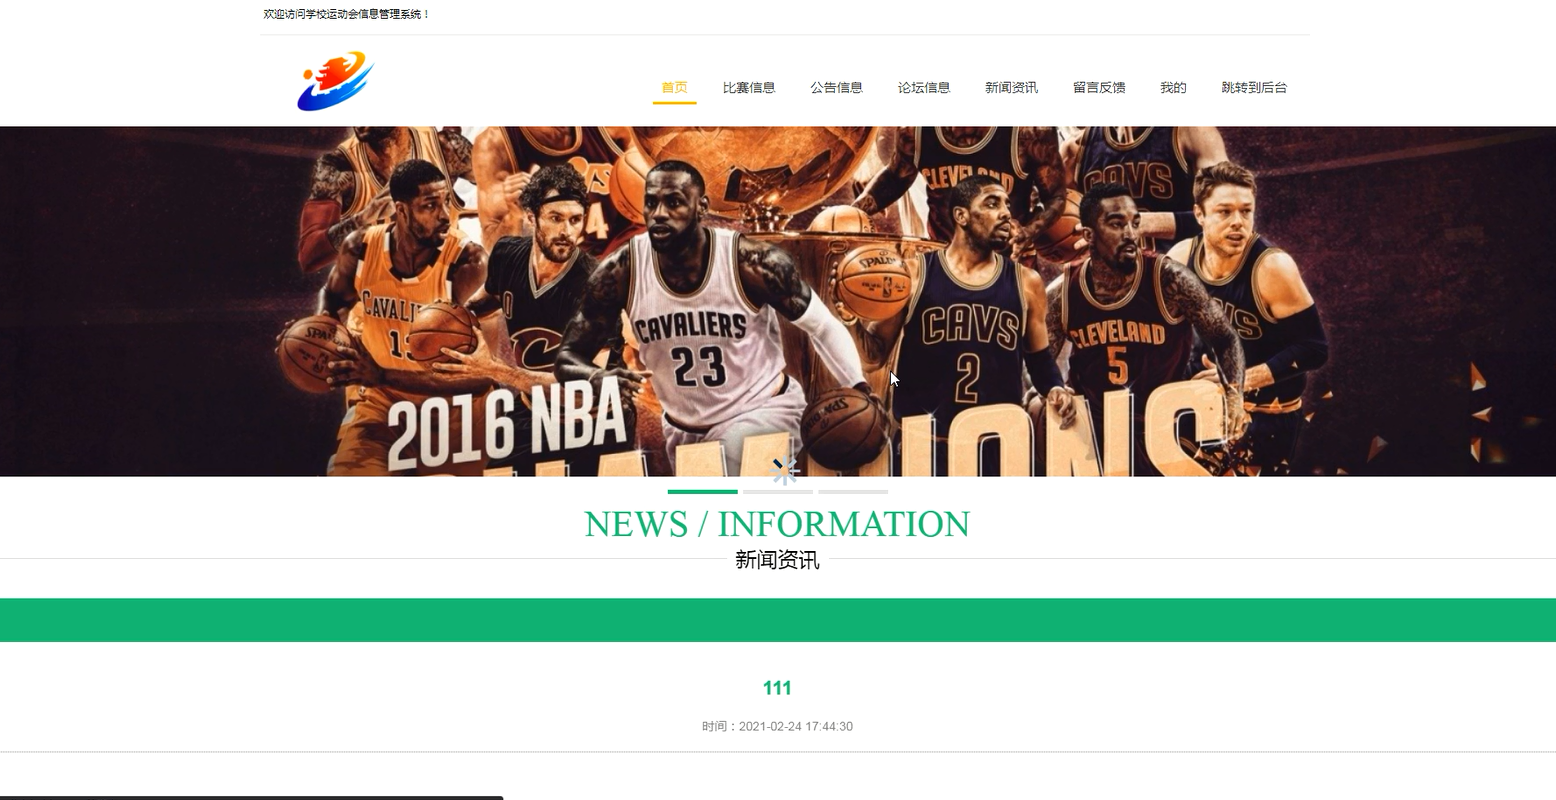 欢迎访问学校运动会信息管理系统！
首页 比赛信息 公告信息 论坛信息 新闻资讯 留言反馈 我的 跳转到后台
CLEVELAND
CAVS
CAVALIERS
23
CAVS
2
CLEVELAND
5
SPALDING
2016 NBA
NEWS / INFORMATION
新闻资讯
111
时间：2021-02-24 17:44:30